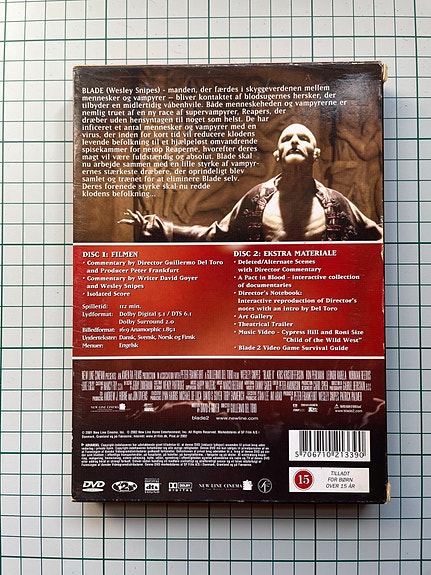 BLADE (Wesley Snipes) - manden, der færdes i skyggeverdenen mellem
mennesker og vampyrer – bliver kontaktet af blodsugernes hersker, der
tilbyder en midlertidig våbenhvile. Både menneskeheden og vampyrerne er
nemlig truet af en ny race af supervampyrer, Reapers, der
dræber uden hensyntagen til noget som helst. De har
inficeret et antal mennesker og vampyrer med en
virus, der inden for kort tid vil reducere klodens
levende befolkning til et hjælpeløst omvandrende
spisekammer for netop Reaperne, hvorefter deres
magt vil være fuldstændig og absolut. Blade skal
nu arbejde sammen med en lille styrke af vampyr-
ernes stærkeste dræbere, der oprindeligt blev
samlet og trænet for at eliminere Blade selv.
Deres forenede styrke skal nu redde
klodens befolkning...
DISC 1: FILMEN
• Commentary by Director Guillermo Del Toro
and Producer Peter Frankfurt
• Commentary by Writer David Goyer
and Wesley Snipes
• Isolated Score
Spilletid: 112 min.
Lydformat: Dolby Digital 5.1 / DTS 6.1
Dolby Surround 2.0
Billedformat: 16:9 Anamorphic 1.85:1
Undertekster: Dansk, Svensk, Norsk og Finsk
Menuer: Engelsk
DISC 2: EKSTRA MATERIALE
• Deleted/Alternate Scenes
with Director Commentary
• A Pact in Blood - interactive collection
of documentaries
• Director's Notebook:
Interactive reproduction of Director's
notes with an intro by Del Toro
• Art Gallery
• Theatrical Trailer
• Music Video - Cypress Hill and Roni Size
"Child of the Wild West"
• Blade 2 Video Game Survival Guide
blade2 www.newline.com
5 706710 213390
DVD
dts
DOLBY
DIGITAL
NEW LINE CINEMA
SF
15
TILLADT
FOR BØRN
OVER 15 ÅR